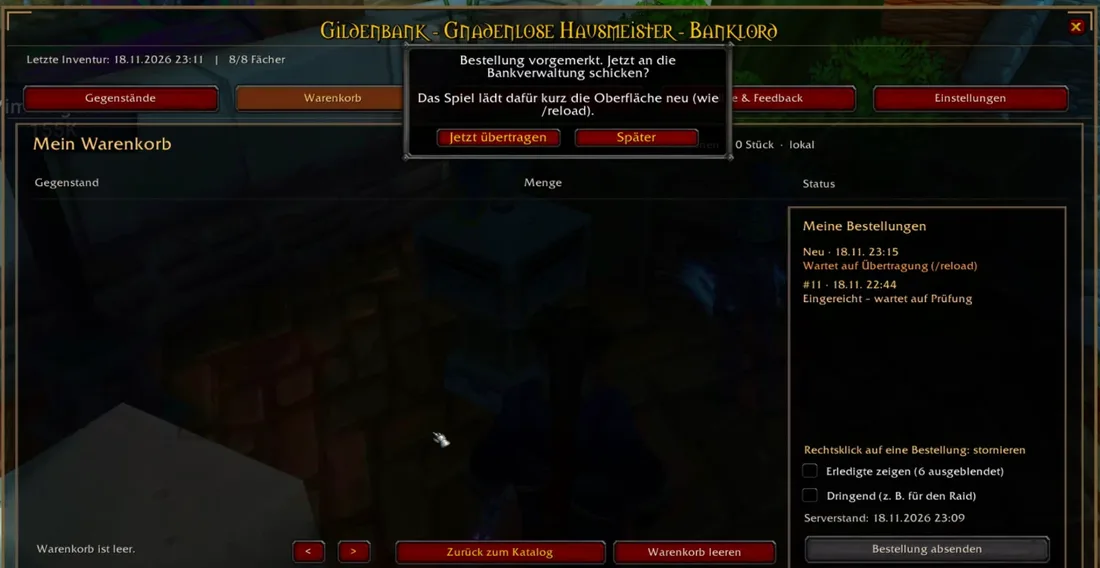 Gildenbank - Gnadenlose Hausmeister - Banklord
Letzte Inventur: 18.11.2026 23:11 | 8/8 Fächer
Bestellung vorgemerkt. Jetzt an die
Bankverwaltung schicken?
Das Spiel lädt dafür kurz die Oberfläche neu (wie
/reload).
Jetzt übertragen
Später
Gegenstände
Warenkorb
e & Feedback
Einstellungen
Mein Warenkorb
0 Stück · lokal
Gegenstand
Menge
Status
Meine Bestellungen
Neu · 18.11. 23:15
Wartet auf Übertragung (/reload)
#11 · 18.11. 22:44
Eingereicht - wartet auf Prüfung
Rechtsklick auf eine Bestellung: stornieren
Erledigte zeigen (6 ausgeblendet)
Dringend (z. B. für den Raid)
Serverstand: 18.11.2026 23:09
Warenkorb ist leer.
<
>
Zurück zum Katalog
Warenkorb leeren
Bestellung absenden